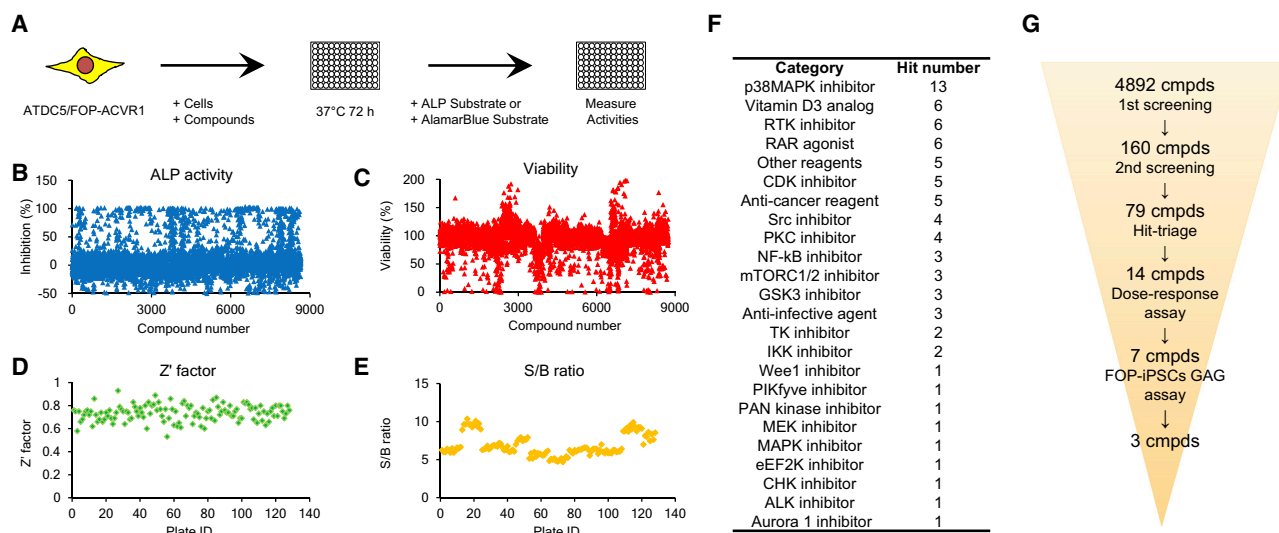 A
ATDC5/FOP-ACVR1
+ Cells
+ Compounds
37°C 72 h
+ ALP Substrate or
+ AlamarBlue Substrate
Measure
Activities
B
ALP activity
Inhibition (%)
150
100
50
0
-50
0 3000 6000 9000
Compound number
C
Viability
Viability (%)
200
150
100
50
0
0 3000 6000 9000
Compound number
D
Z' factor
Z' factor
1
0.8
0.6
0.4
0.2
0
0 20 40 60 80 100 120 140
Plate ID
E
S/B ratio
S/B ratio
15
10
5
0
0 20 40 60 80 100 120 140
Plate ID
F
Category Hit number
p38MAPK inhibitor 13
Vitamin D3 analog 6
RTK inhibitor 6
RAR agonist 6
Other reagents 5
CDK inhibitor 5
Anti-cancer reagent 5
Src inhibitor 4
PKC inhibitor 4
NF-kB inhibitor 3
mTORC1/2 inhibitor 3
GSK3 inhibitor 3
Anti-infective agent 3
TK inhibitor 2
IKK inhibitor 2
Wee1 inhibitor 1
PIKfyve inhibitor 1
PAN kinase inhibitor 1
MEK inhibitor 1
MAPK inhibitor 1
eEF2K inhibitor 1
CHK inhibitor 1
ALK inhibitor 1
Aurora 1 inhibitor 1
G
4892 cmpds
1st screening
↓
160 cmpds
2nd screening
↓
79 cmpds
Hit-triage
↓
14 cmpds
Dose-response
assay
↓
7 cmpds
FOP-iPSCs GAG
assay
↓
3 cmpds